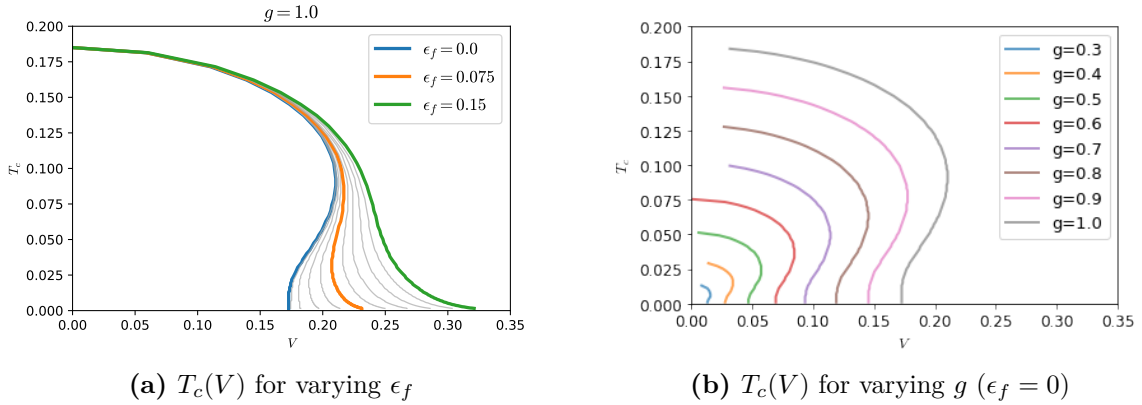 g = 1.0
0.200
0.175
0.150
0.125
0.100
0.075
0.050
0.025
0.000
T_c
0.00 0.05 0.10 0.15 0.20 0.25 0.30 0.35
V
ϵ_f = 0.0
ϵ_f = 0.075
ϵ_f = 0.15
(a) T_c(V) for varying ϵ_f
0.200
0.175
0.150
0.125
0.100
0.075
0.050
0.025
0.000
T_c
0.00 0.05 0.10 0.15 0.20 0.25 0.30 0.35
V
g=0.3
g=0.4
g=0.5
g=0.6
g=0.7
g=0.8
g=0.9
g=1.0
(b) T_c(V) for varying g (ϵ_f = 0)